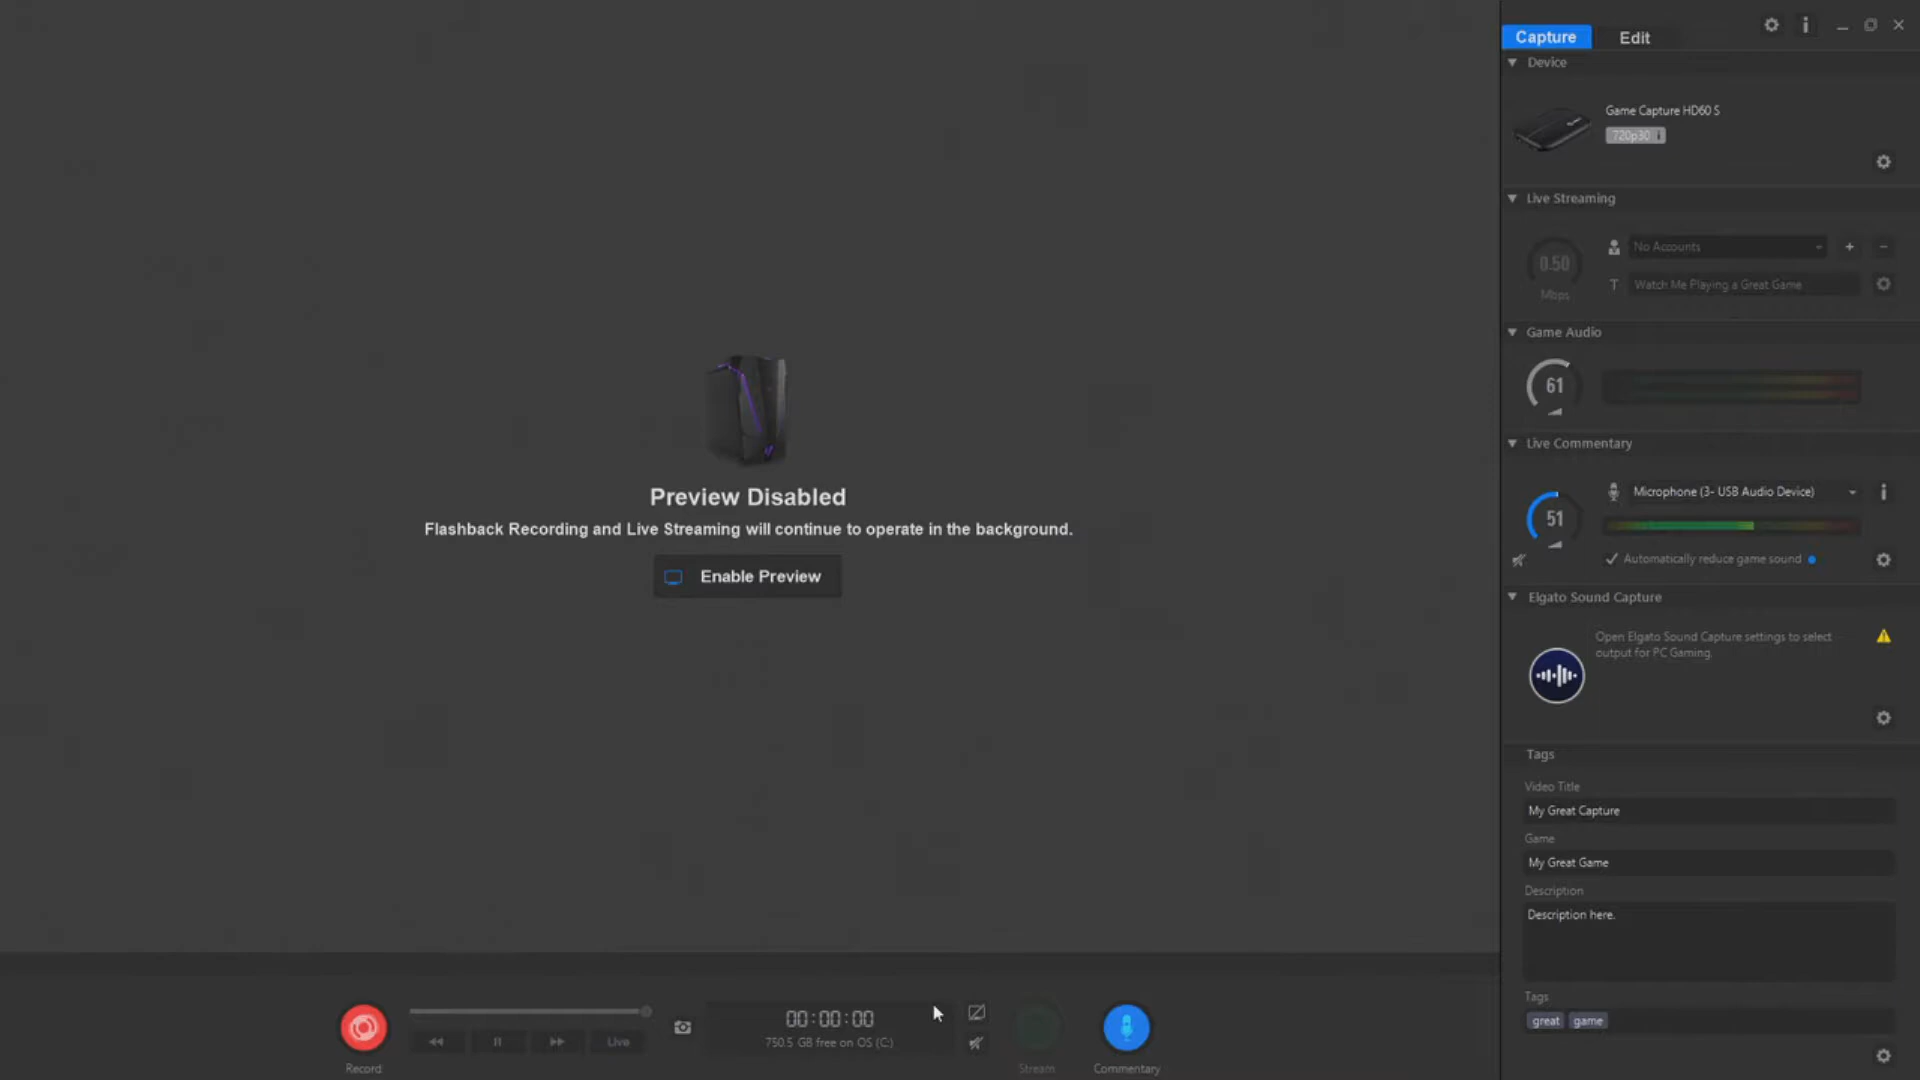 Capture Edit
Device
Game Capture HD60 S
720p30 i
Live Streaming
0.50
Mbps
No Accounts
T Watch Me Playing a Great Game
Game Audio
61
Live Commentary
Microphone (3- USB Audio Device)
51
Automatically reduce game sound
Elgato Sound Capture
Open Elgato Sound Capture settings to select
output for PC Gaming.
Tags
Video Title
My Great Capture
Game
My Great Game
Description
Description here.
Tags
great game
Preview Disabled
Flashback Recording and Live Streaming will continue to operate in the background.
Enable Preview
Record
Live
00:00:00
750.5 GB free on OS (C:)
Stream
Commentary